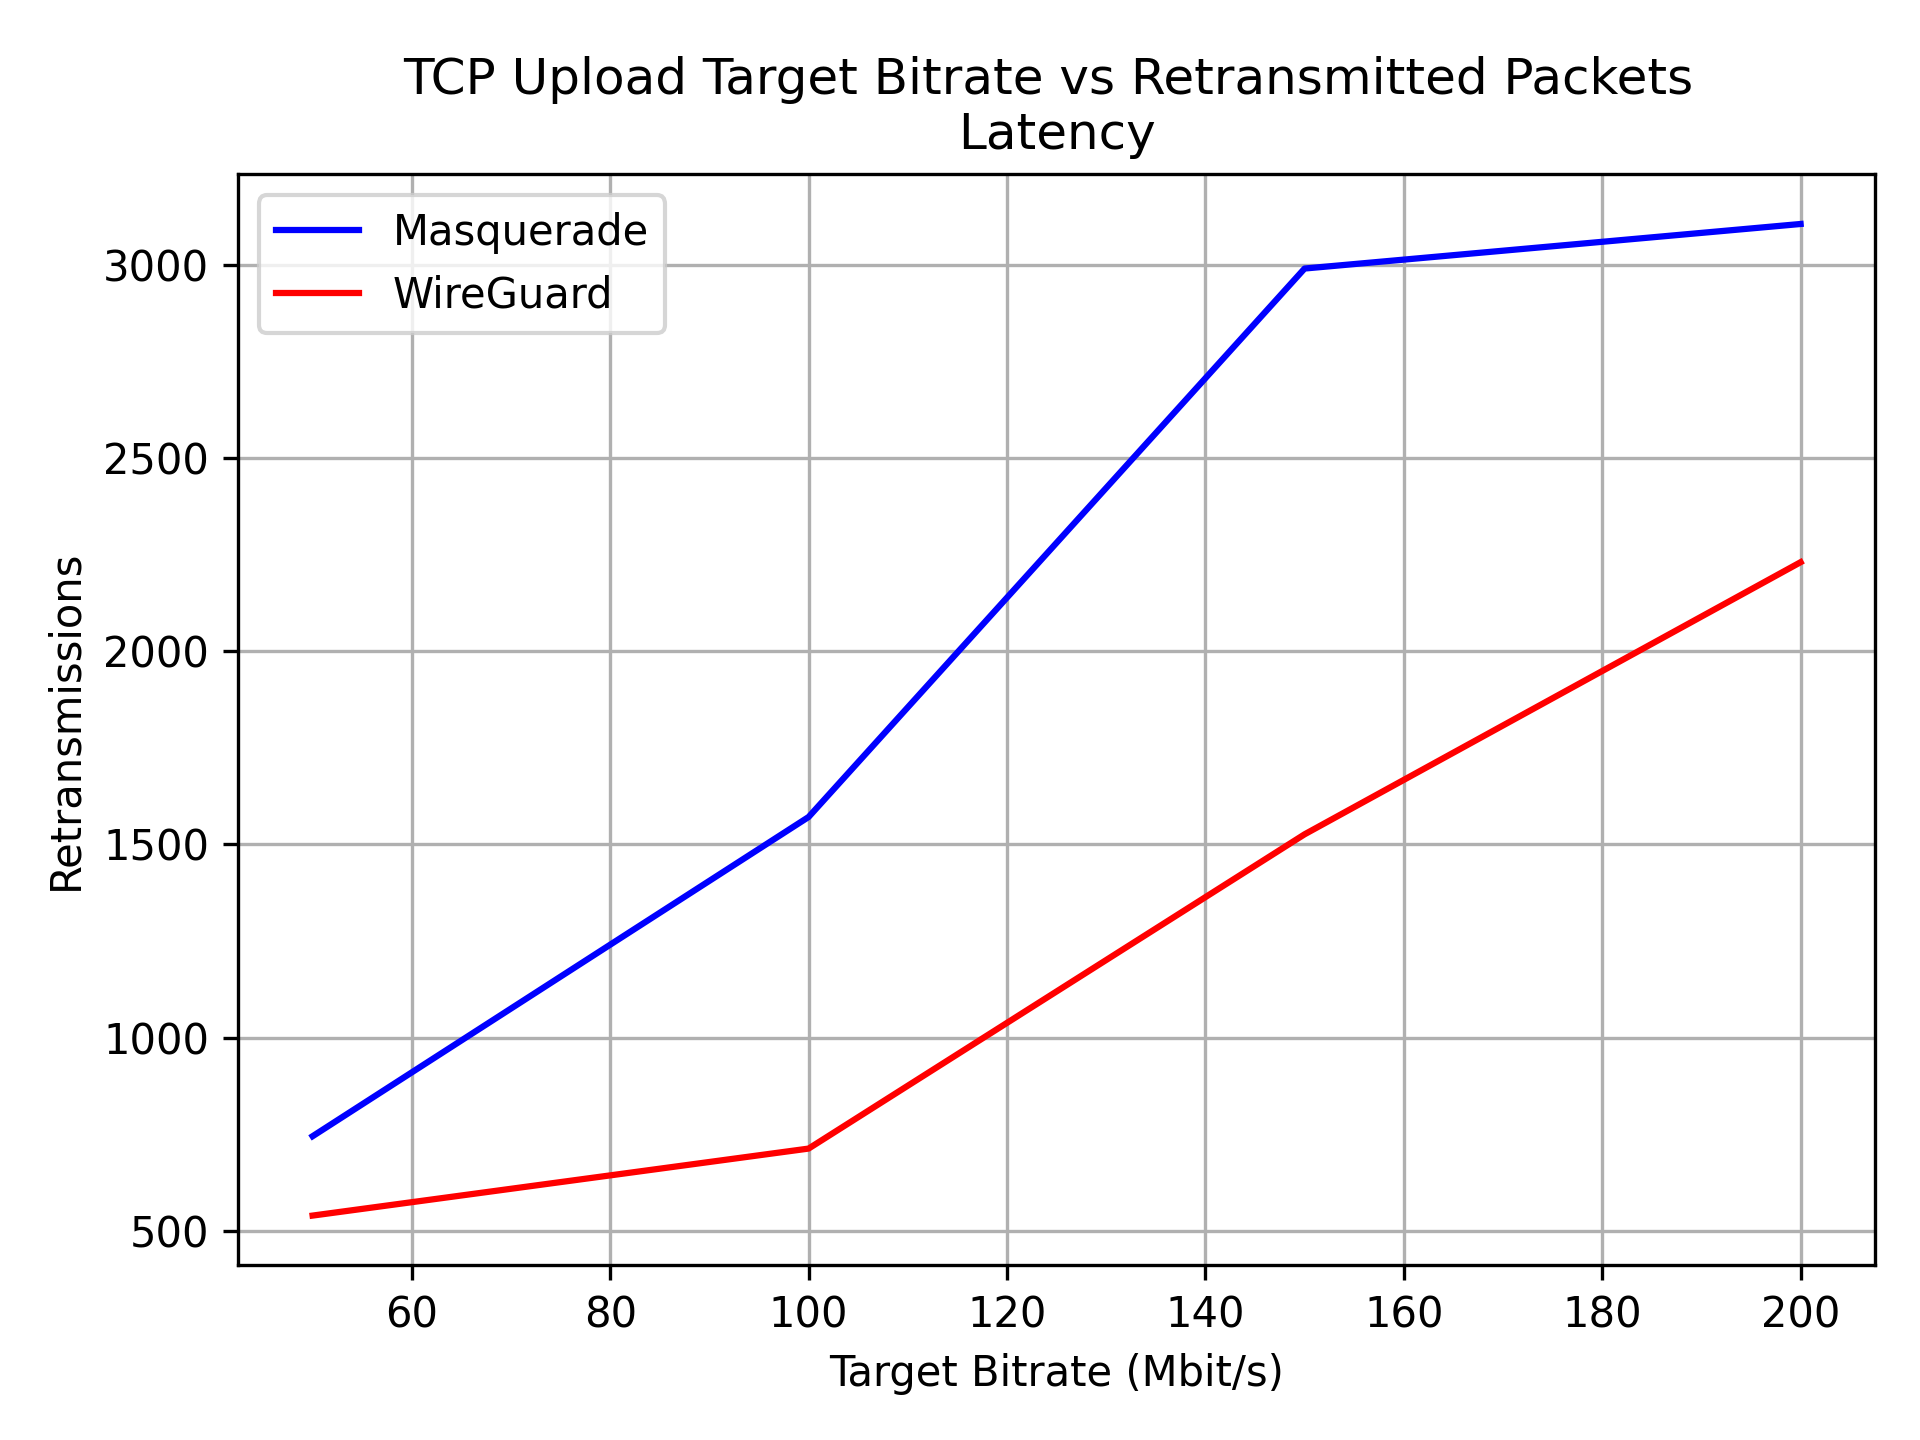 TCP Upload Target Bitrate vs Retransmitted Packets
Latency
Masquerade
WireGuard
3000
2500
2000
1500
1000
500
Retransmissions
60 80 100 120 140 160 180 200
Target Bitrate (Mbit/s)